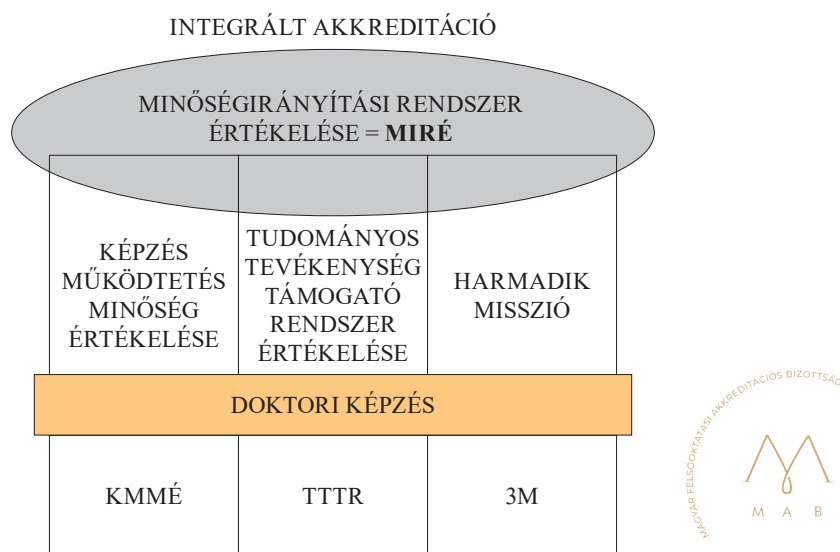 INTEGRÁLT AKKREDITÁCIÓ
MINŐSÉGIRÁNYÍTÁSI RENDSZER
ÉRTÉKELÉSE = MIRÉ
KÉPZÉS
MŰKÖDTETÉS
MINŐSÉG
ÉRTÉKELÉSE
TUDOMÁNYOS
TEVÉKENYSÉG
TÁMOGATÓ
RENDSZER
ÉRTÉKELÉSE
HARMADIK
MISSZIÓ
DOKTORI KÉPZÉS
KMMÉ
TTTR
3M
MAGYAR FELSŐOKTATÁSI AKKREDITÁCIÓS BIZOTTSÁG
M A B